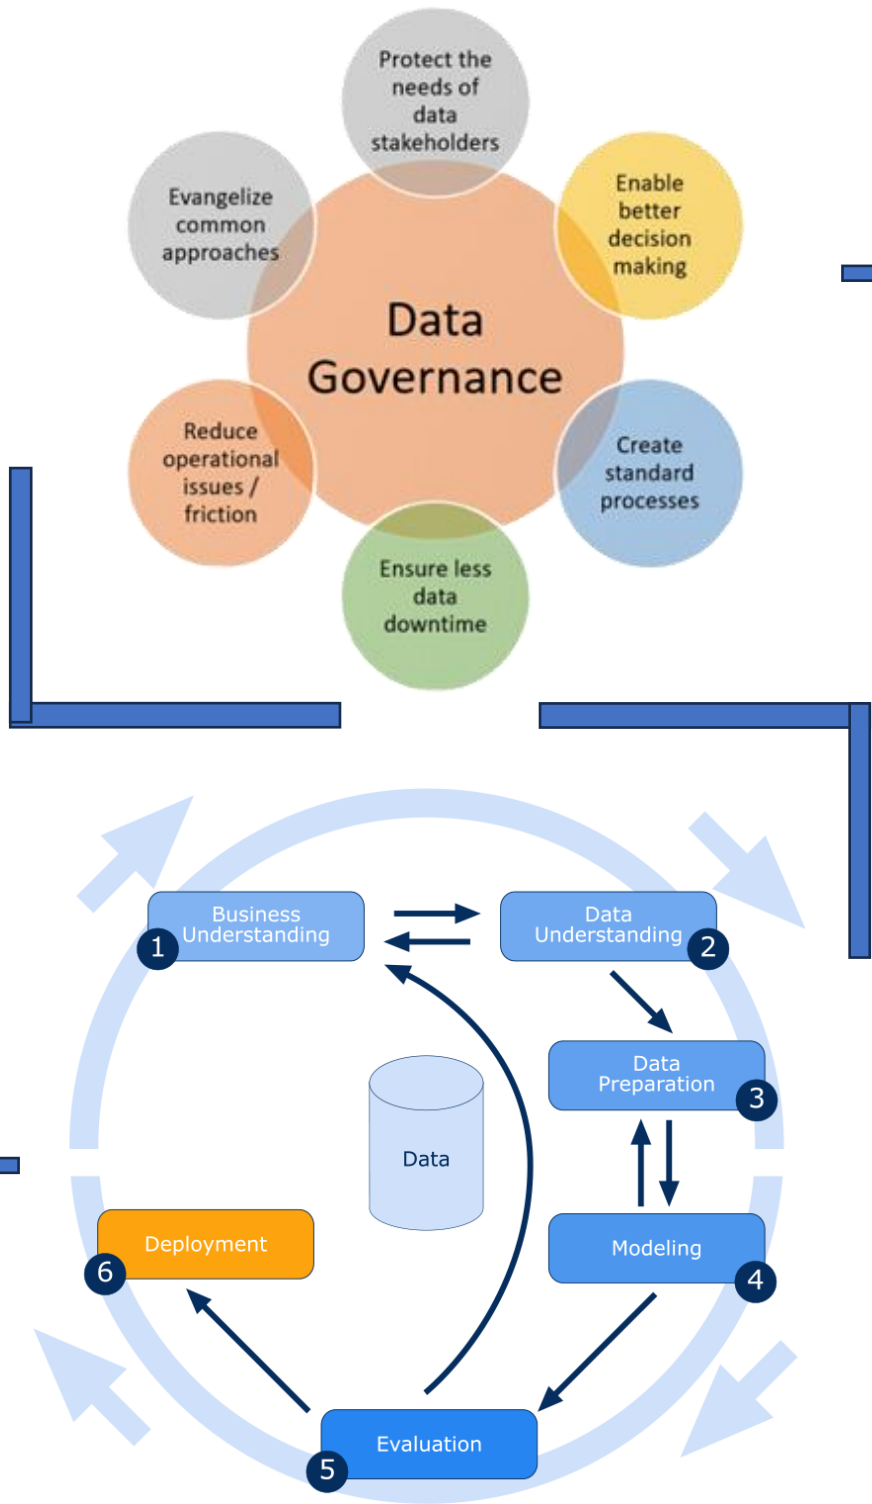 Protect the
needs of
data
stakeholders
Evangelize
common
approaches
Enable
better
decision
making
Data
Governance
Reduce
operational
issues /
friction
Create
standard
processes
Ensure less
data
downtime
Business
Understanding
1
Data
Understanding
2
Data
Preparation
3
Data
Deployment
6
Modeling
4
Evaluation
5